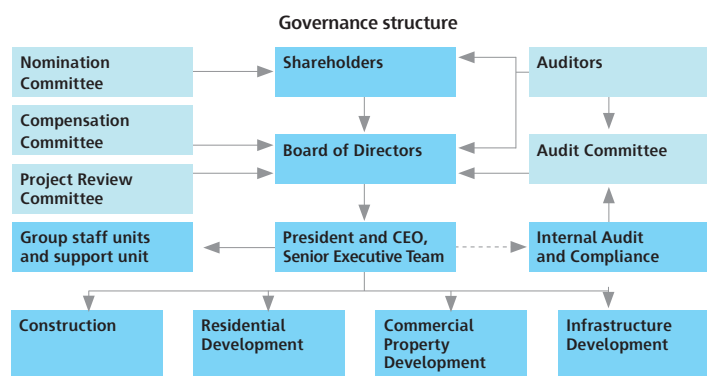 Governance structure
Nomination
Committee
Shareholders
Auditors
Compensation
Committee
Board of Directors
Audit Committee
Project Review
Committee
Group staff units
and support unit
President and CEO,
Senior Executive Team
Internal Audit
and Compliance
Construction
Residential
Development
Commercial
Property
Development
Infrastructure
Development